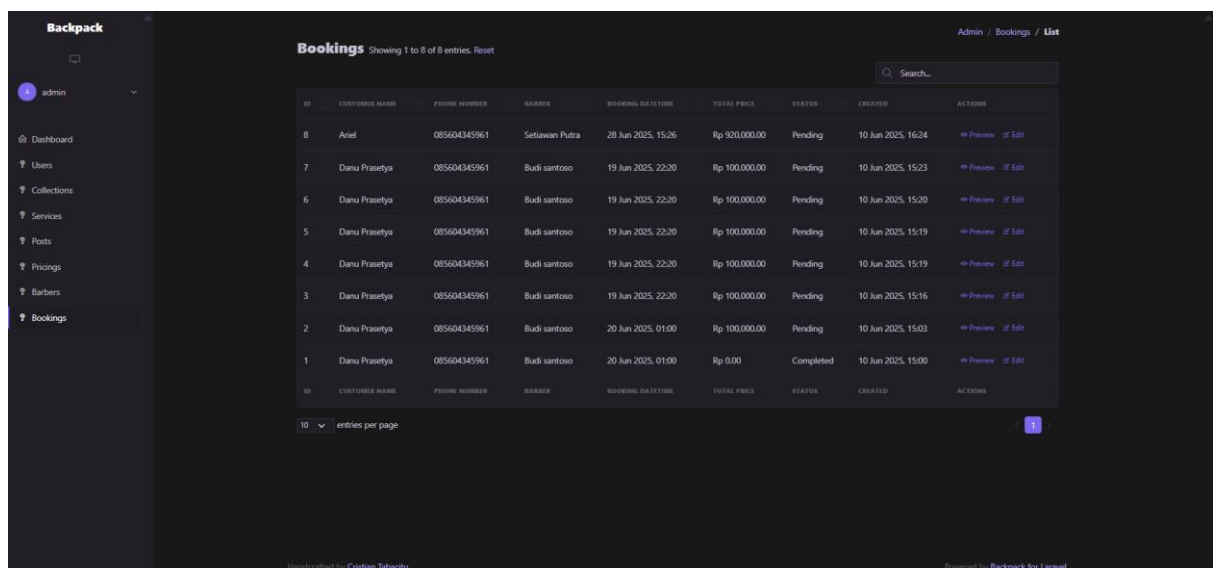 Backpack
admin
Dashboard
Users
Collections
Services
Posts
Pricings
Barbers
Bookings
Admin / Bookings / List
Bookings Showing 1 to 8 of 8 entries. Reset
Search...
ID CUSTOMER NAME PHONE NUMBER BARBER BOOKING DATETIME TOTAL PRICE STATUS CREATED ACTIONS
8 Ariel 085604345961 Setiawan Putra 28 Jun 2025, 15:26 Rp 920,000.00 Pending 10 Jun 2025, 16:24 Preview Edit
7 Danu Prasetya 085604345961 Budi santoso 19 Jun 2025, 22:20 Rp 100,000.00 Pending 10 Jun 2025, 15:23 Preview Edit
6 Danu Prasetya 085604345961 Budi santoso 19 Jun 2025, 22:20 Rp 100,000.00 Pending 10 Jun 2025, 15:20 Preview Edit
5 Danu Prasetya 085604345961 Budi santoso 19 Jun 2025, 22:20 Rp 100,000.00 Pending 10 Jun 2025, 15:19 Preview Edit
4 Danu Prasetya 085604345961 Budi santoso 19 Jun 2025, 22:20 Rp 100,000.00 Pending 10 Jun 2025, 15:19 Preview Edit
3 Danu Prasetya 085604345961 Budi santoso 19 Jun 2025, 22:20 Rp 100,000.00 Pending 10 Jun 2025, 15:16 Preview Edit
2 Danu Prasetya 085604345961 Budi santoso 20 Jun 2025, 01:00 Rp 100,000.00 Pending 10 Jun 2025, 15:03 Preview Edit
1 Danu Prasetya 085604345961 Budi santoso 20 Jun 2025, 01:00 Rp 0.00 Completed 10 Jun 2025, 15:00 Preview Edit
ID CUSTOMER NAME PHONE NUMBER BARBER BOOKING DATETIME TOTAL PRICE STATUS CREATED ACTIONS
10 entries per page
1
Handcrafted by Cristian Tabacitu
Powered by Backpack for Laravel